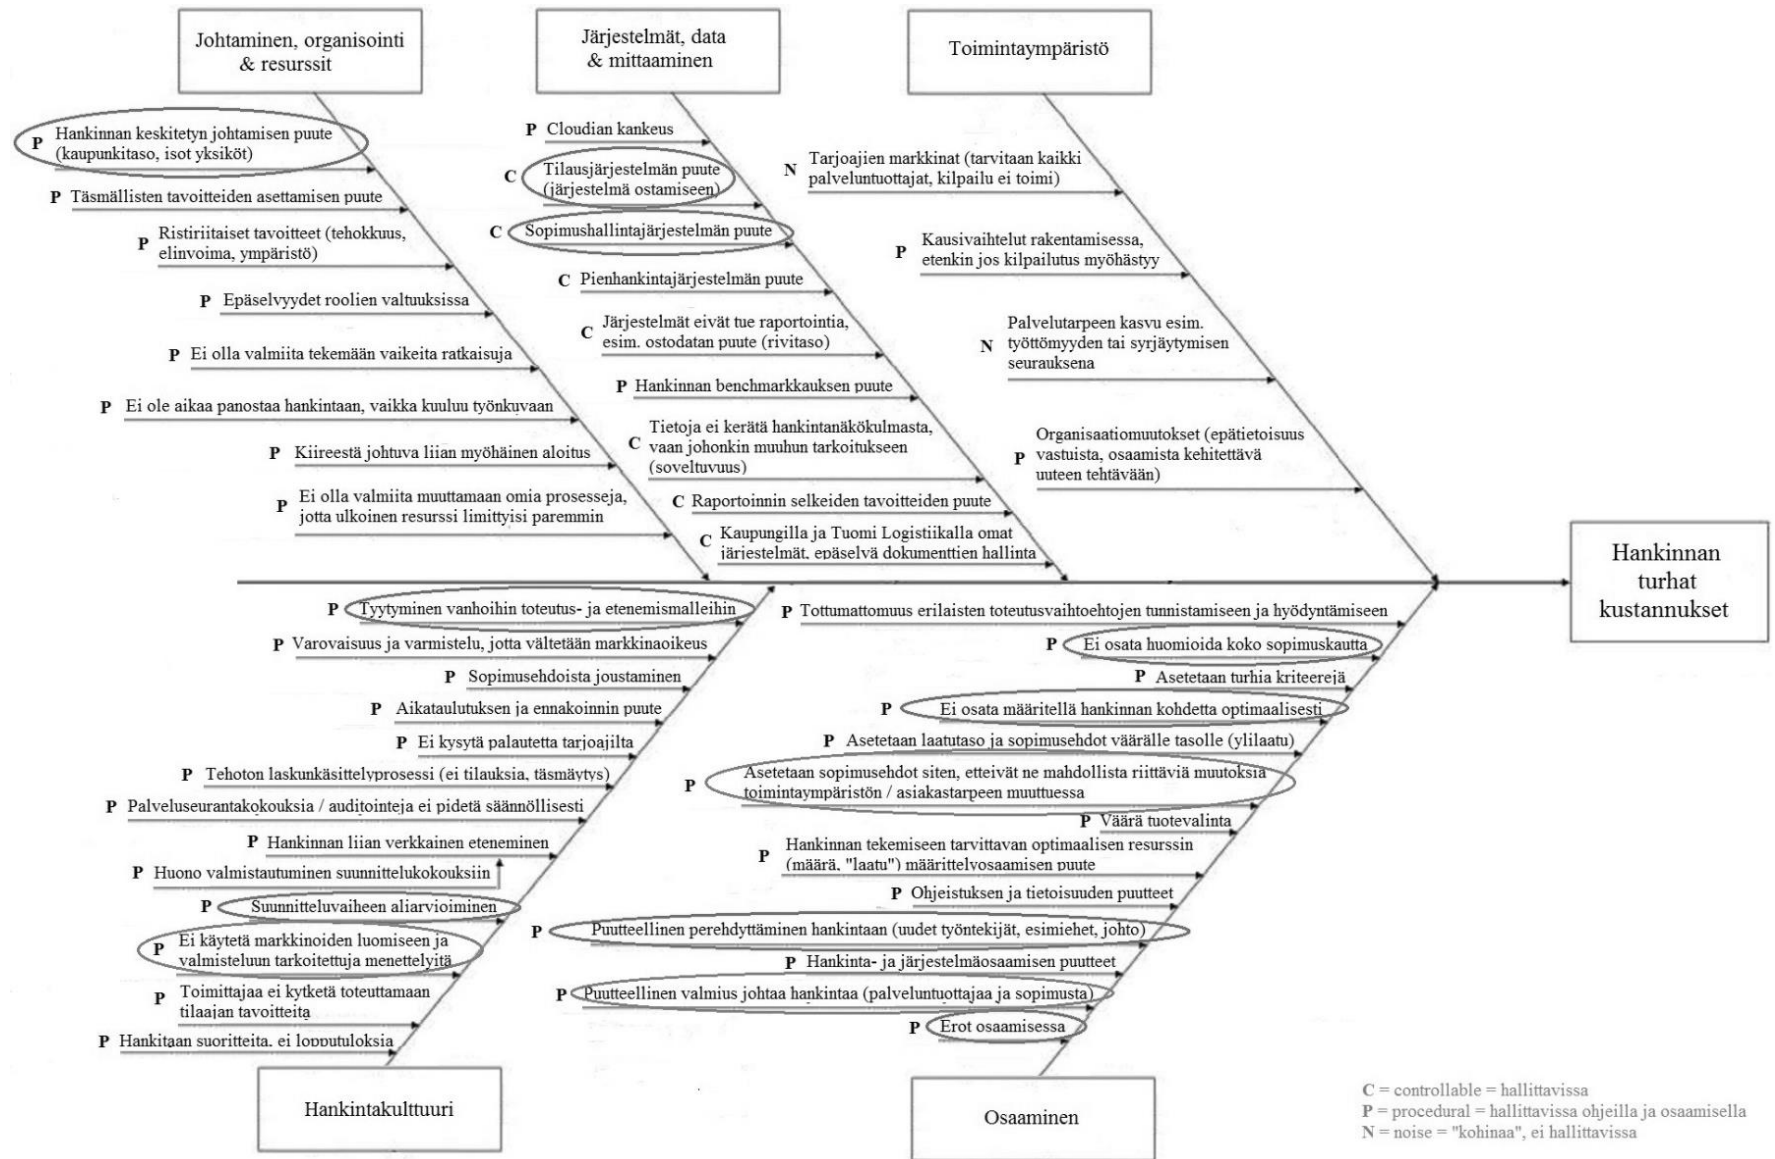 Johtaminen, organisointi
& resurssit
P Hankinnan keskitetyn johtamisen puute
(kaupunkitaso, isot yksiköt)
P Täsmällisten tavoitteiden asettamisen puute
P Ristiriitaiset tavoitteet (tehokkuus,
elinvoima, ympäristö)
P Epäselvyydet roolien valtuuksissa
P Ei olla valmiita tekemään vaikeita ratkaisuja
P Ei ole aikaa panostaa hankintaan, vaikka kuuluu työnkuvaan
P Kiireestä johtuva liian myöhäinen aloitus
P Ei olla valmiita muuttamaan omia prosesseja,
jotta ulkoinen resurssi limittyisi paremmin
Järjestelmät, data
& mittaaminen
P Cloudian kankeus
C Tilausjärjestelmän puute
(järjestelmä ostamiseen)
C Sopimushallintajärjestelmän puute
C Pienhankintajärjestelmän puute
C Järjestelmät eivät tue raportointia,
esim. ostodatan puute (rivitaso)
P Hankinnan benchmarkkauksen puute
C Tietoja ei kerätä hankintanäkökulmasta,
vaan johonkin muuhun tarkoitukseen
(soveltuvuus)
C Raportoinnin selkeiden tavoitteiden puute
C Kaupungilla ja Tuomi Logistiikalla omat
järjestelmät, epäselvä dokumenttien hallinta
Toimintaympäristö
N Tarjoajien markkinat (tarvitaan kaikki
palveluntuottajat, kilpailu ei toimi)
P Kausivaihtelut rakentamisessa,
etenkin jos kilpailutus myöhästyy
N Palvelutarpeen kasvu esim.
työttömyyden tai syrjäytymisen
seurauksena
P Organisaatiomuutokset (epätietoisuus
vastuista, osaamista kehitettävä
uuteen tehtävään)
Hankinnan
turhat
kustannukset
P Tyytyminen vanhoihin toteutus- ja etenemismalleihin
P Varovaisuus ja varmistelu, jotta vältetään markkinaoikeus
P Sopimusehdoista joustaminen
P Aikataulutuksen ja ennakoinnin puute
P Ei kysytä palautetta tarjoajilta
P Tehoton laskunkäsittelyprosessi (ei tilauksia, täsmäytys)
P Palveluseurantakokouksia / auditointeja ei pidetä säännöllisesti
P Hankinnan liian verkkainen eteneminen
P Huono valmistautuminen suunnittelukokouksiin
P Suunnitteluvaiheen aliarvioiminen
P Ei käytetä markkinoiden luomiseen ja
valmisteluun tarkoitettuja menettelyitä
P Toimittajaa ei kytketä toteuttamaan
tilaajan tavoitteita
P Hankitaan suoritteita, ei lopputuloksia
Hankintakulttuuri
P Tottumattomuus erilaisten toteutusvaihtoehtojen tunnistamiseen ja hyödyntämiseen
P Ei osata huomioida koko sopimuskautta
P Asetetaan turhia kriteerejä
P Ei osata määritellä hankinnan kohdetta optimaalisesti
P Asetetaan laatutaso ja sopimusehdot väärälle tasolle (ylilaatu)
P Asetetaan sopimusehdot siten, etteivät ne mahdollista riittäviä muutoksia
toimintaympäristön / asiakastarpeen muuttuessa
P Väärä tuotevalinta
P Hankinnan tekemiseen tarvittavan optimaalisen resurssin
(määrä, "laatu") määrittelyosaamisen puute
P Ohjeistuksen ja tietoisuuden puutteet
P Puutteellinen perehdyttäminen hankintaan (uudet työntekijät, esimiehet, johto)
P Hankinta- ja järjestelmäosaamisen puutteet
P Puutteellinen valmius johtaa hankintaa (palveluntuottajaa ja sopimusta)
P Erot osaamisessa
Osaaminen
C = controllable = hallittavissa
P = procedural = hallittavissa ohjeilla ja osaamisella
N = noise = "kohinaa", ei hallittavissa